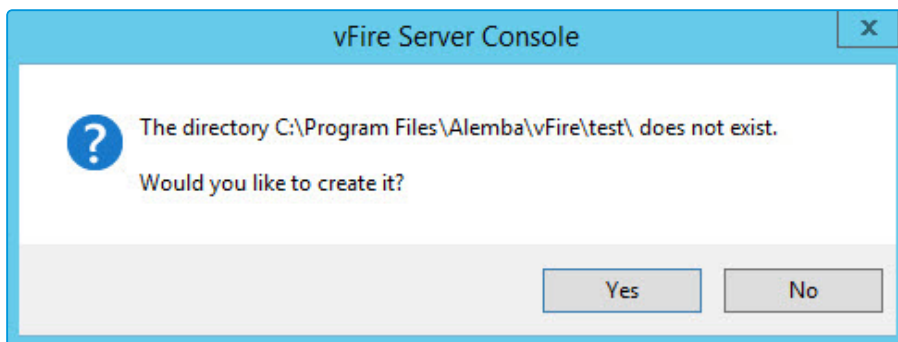 vFire Server Console
x
?
The directory C:\Program Files\Alemba\vFire\test\ does not exist.
Would you like to create it?
Yes
No